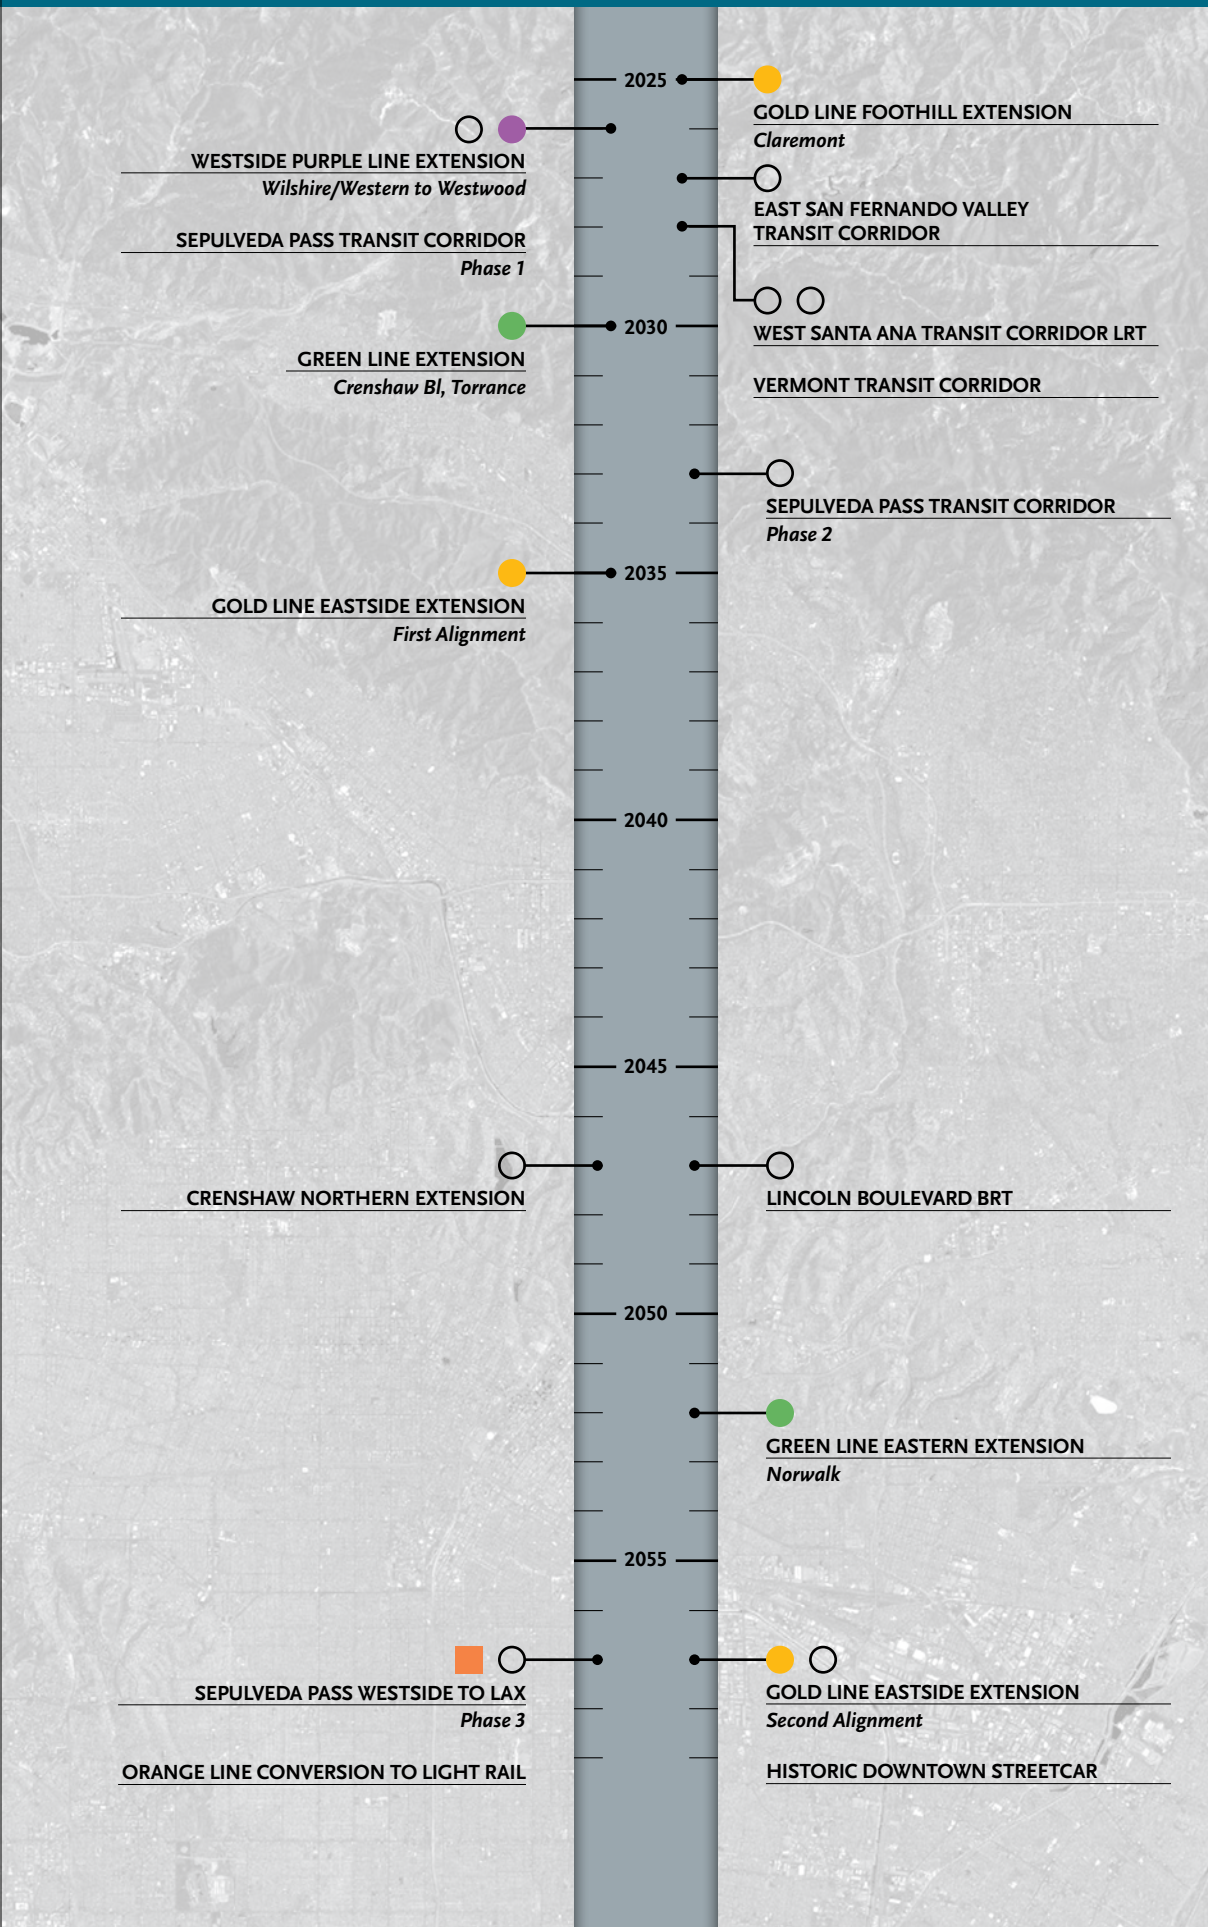 2025
GOLD LINE FOOTHILL EXTENSION
Claremont
WESTSIDE PURPLE LINE EXTENSION
Wilshire/Western to Westwood
SEPULVEDA PASS TRANSIT CORRIDOR
Phase 1
EAST SAN FERNANDO VALLEY
TRANSIT CORRIDOR
2030
WEST SANTA ANA TRANSIT CORRIDOR LRT
VERMONT TRANSIT CORRIDOR
GREEN LINE EXTENSION
Crenshaw Bl, Torrance
SEPULVEDA PASS TRANSIT CORRIDOR
Phase 2
2035
GOLD LINE EASTSIDE EXTENSION
First Alignment
2040
2045
CRENSHAW NORTHERN EXTENSION
LINCOLN BOULEVARD BRT
2050
GREEN LINE EASTERN EXTENSION
Norwalk
2055
SEPULVEDA PASS WESTSIDE TO LAX
Phase 3
ORANGE LINE CONVERSION TO LIGHT RAIL
GOLD LINE EASTSIDE EXTENSION
Second Alignment
HISTORIC DOWNTOWN STREETCAR